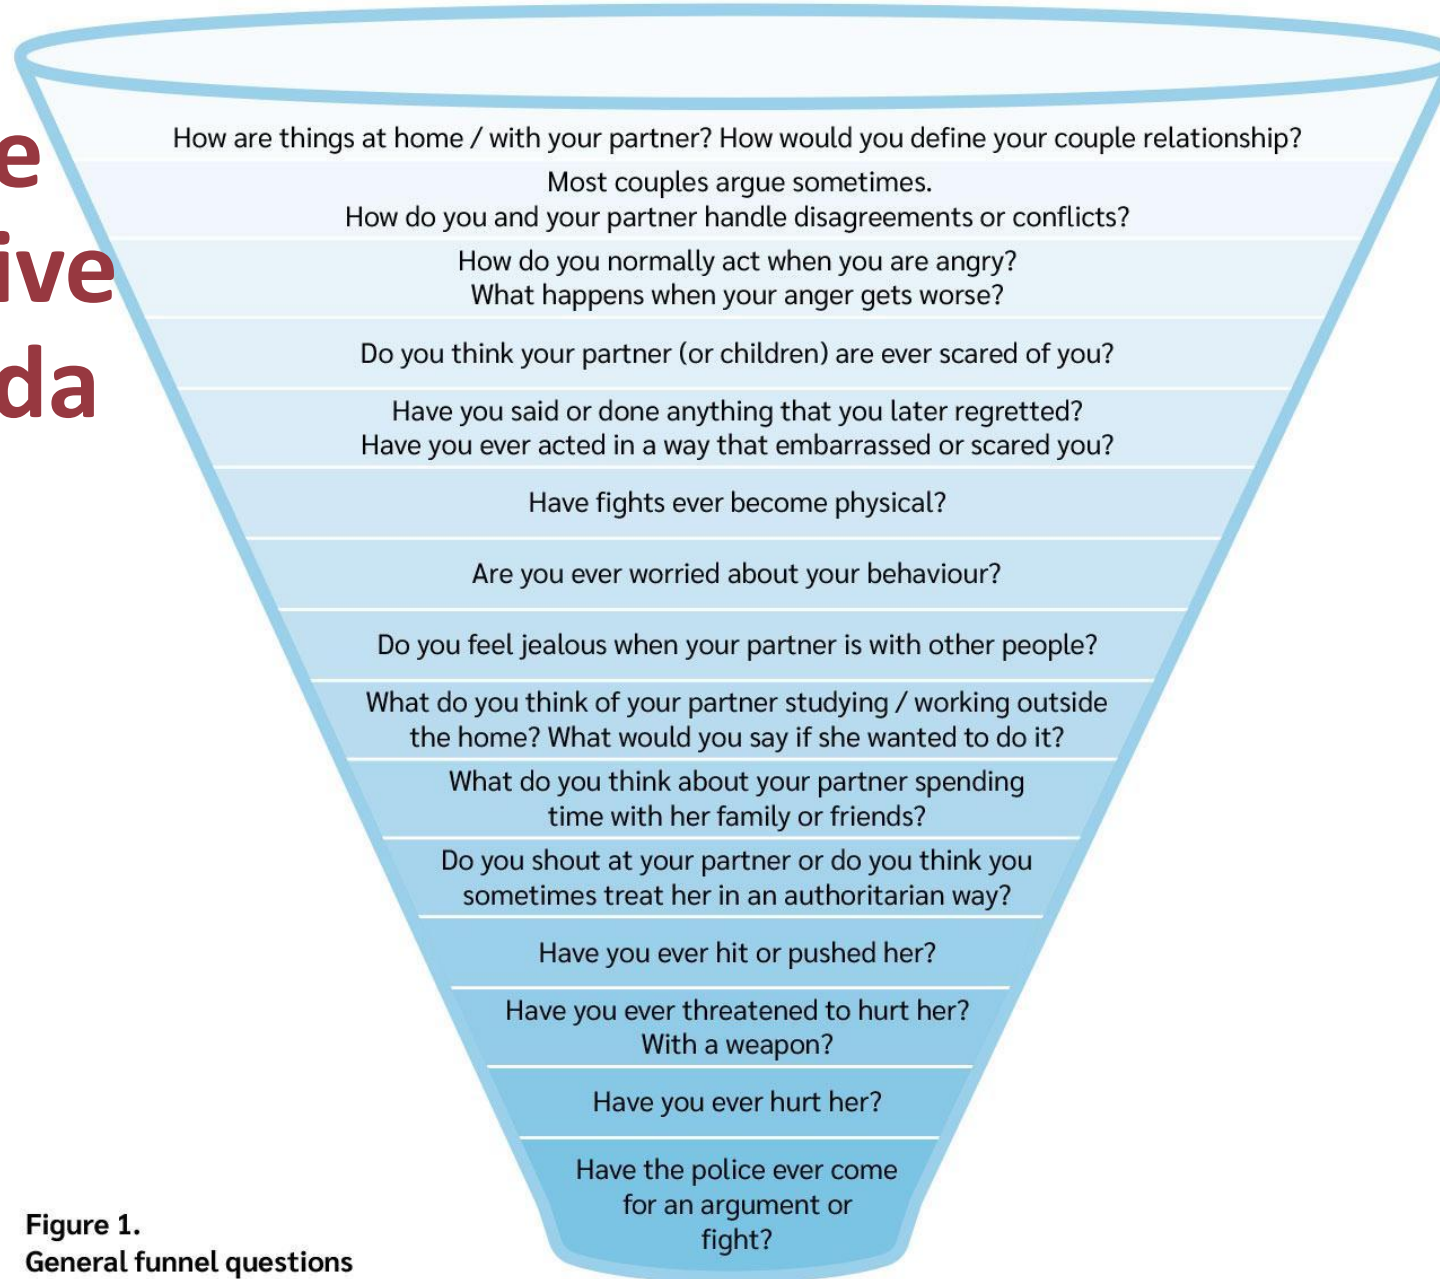 e
ive
da
How are things at home / with your partner? How would you define your couple relationship?
Most couples argue sometimes.
How do you and your partner handle disagreements or conflicts?
How do you normally act when you are angry?
What happens when your anger gets worse?
Do you think your partner (or children) are ever scared of you?
Have you said or done anything that you later regretted?
Have you ever acted in a way that embarrassed or scared you?
Have fights ever become physical?
Are you ever worried about your behaviour?
Do you feel jealous when your partner is with other people?
What do you think of your partner studying / working outside
the home? What would you say if she wanted to do it?
What do you think about your partner spending
time with her family or friends?
Do you shout at your partner or do you think you
sometimes treat her in an authoritarian way?
Have you ever hit or pushed her?
Have you ever threatened to hurt her?
With a weapon?
Have you ever hurt her?
Have the police ever come
for an argument or
fight?
Figure 1.
General funnel questions